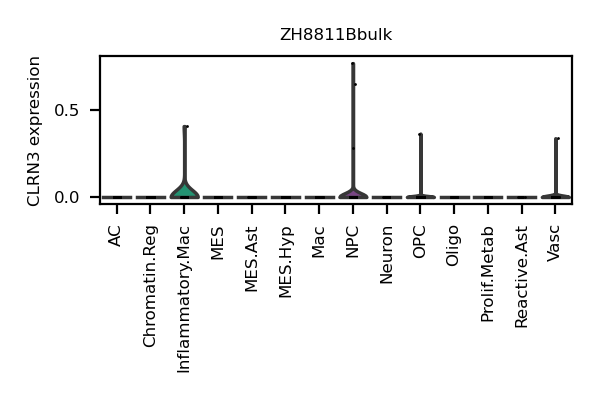 ZH8811Bbulk
CLRN3 expression
0.5
0.0
AC
Chromatin.Reg
Inflammatory.Mac
MES
MES.Ast
MES.Hyp
Mac
NPC
Neuron
OPC
Oligo
Prolif.Metab
Reactive.Ast
Vasc